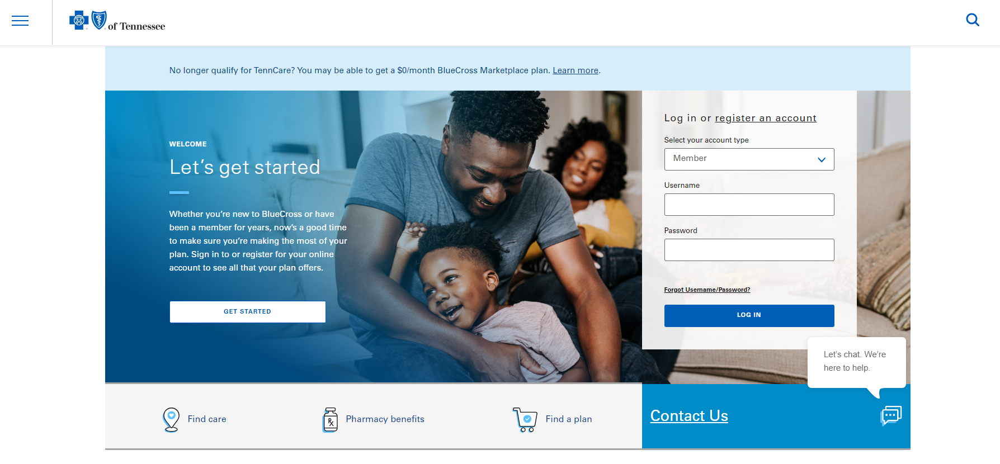 of Tennessee
No longer qualify for TennCare? You may be able to get a $0/month BlueCross Marketplace plan. Learn more.
WELCOME
Let’s get started
Whether you’re new to BlueCross or have
been a member for years, now’s a good time
to make sure you’re making the most of your
plan. Sign in to or register for your online
account to see all that your plan offers.
GET STARTED
Log in or register an account
Select your account type
Member
Username
Password
Forgot Username/Password?
LOG IN
Let’s chat. We’re
here to help.
Find care
Rx
Pharmacy benefits
Find a plan
Contact Us